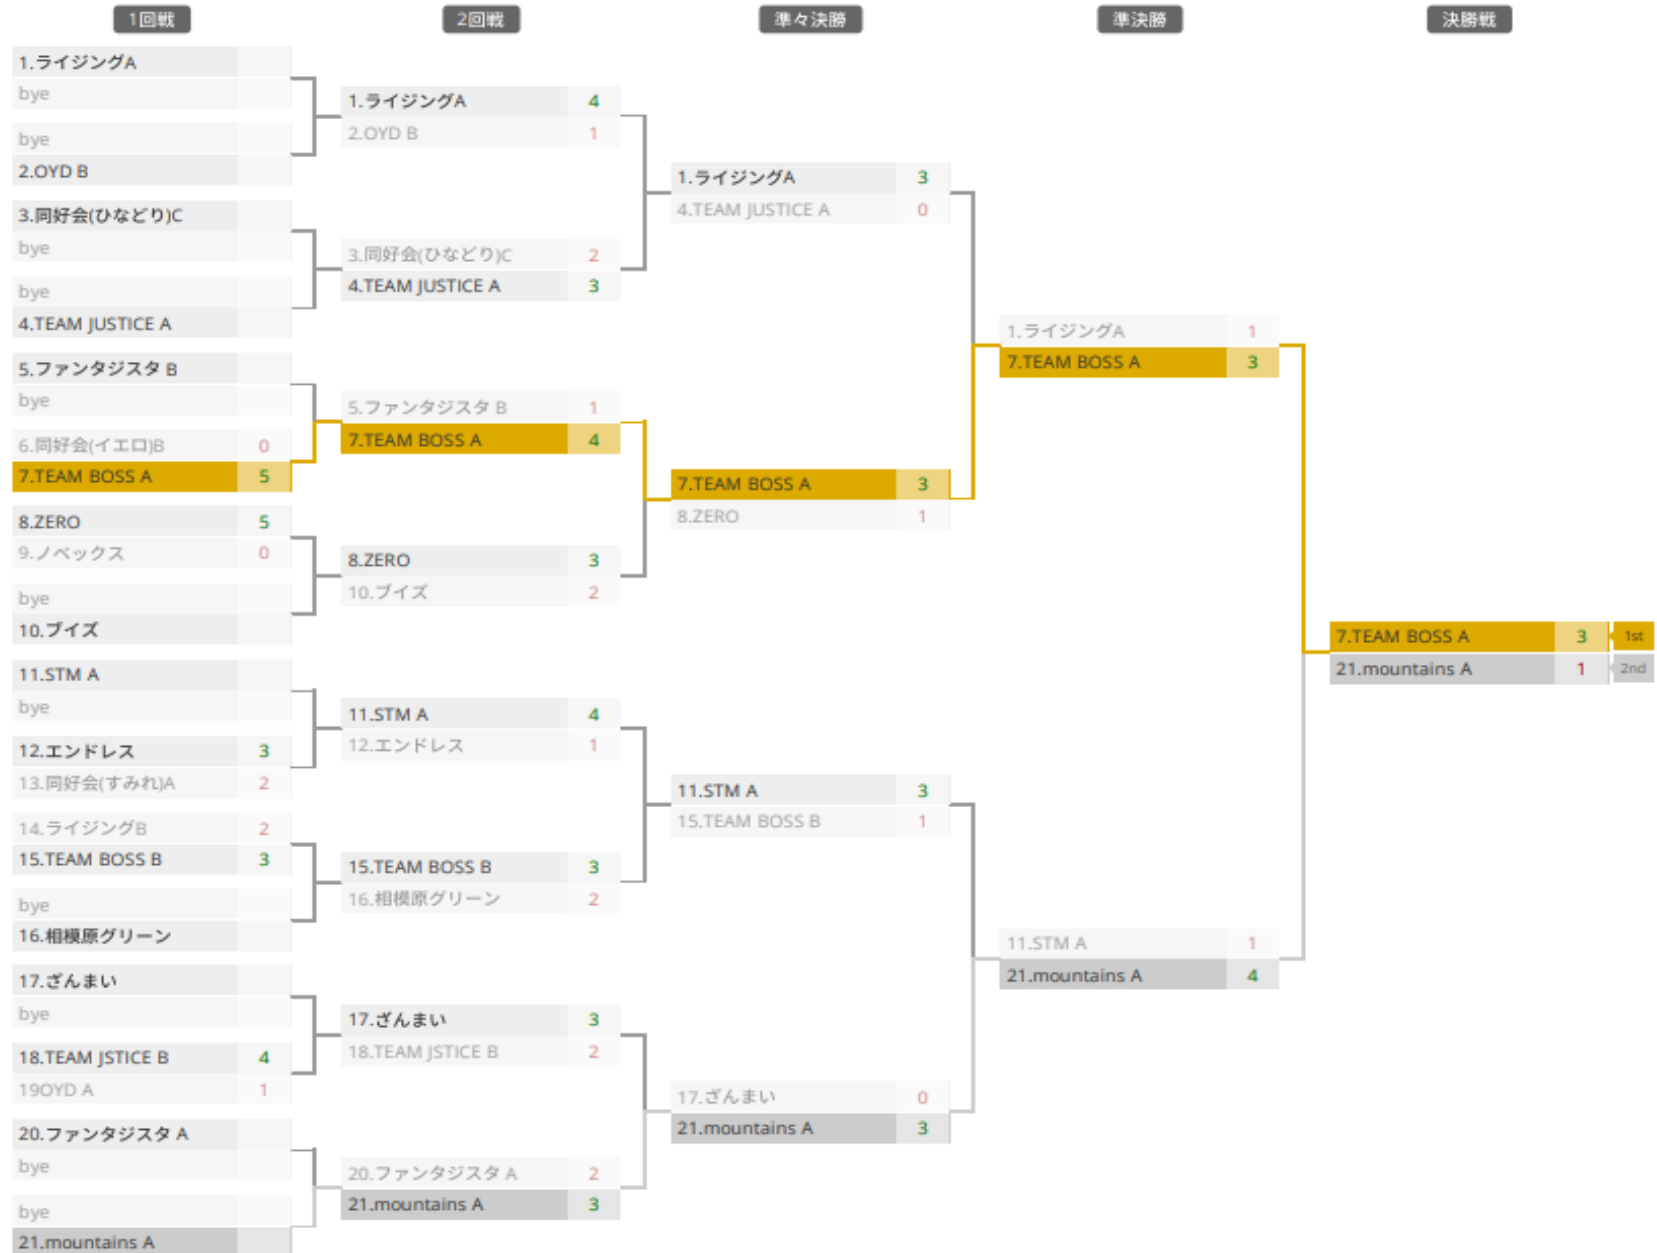 1回戦
2回戦
準々決勝
準決勝
決勝戦
1.ライジングA
bye
bye
2.OYD B
3.同好会(ひなどり)C
bye
bye
4.TEAM JUSTICE A
5.ファンタジスタ B
bye
6.同好会(イエロ)B 0
7.TEAM BOSS A 5
8.ZERO 5
9.ノベックス 0
bye
10.ブイズ
11.STM A
bye
12.エンドレス 3
13.同好会(すみれ)A 2
14.ライジングB 2
15.TEAM BOSS B 3
bye
16.相模原グリーン
17.ざんまい
bye
18.TEAM JSTICE B 4
19OYD A 1
20.ファンタジスタ A
bye
bye
21.mountains A
1.ライジングA 4
2.OYD B 1
3.同好会(ひなどり)C 2
4.TEAM JUSTICE A 3
5.ファンタジスタ B 1
7.TEAM BOSS A 4
8.ZERO 3
10.ブイズ 2
11.STM A 4
12.エンドレス 1
15.TEAM BOSS B 3
16.相模原グリーン 2
17.ざんまい 3
18.TEAM JSTICE B 2
20.ファンタジスタ A 2
21.mountains A 3
1.ライジングA 3
4.TEAM JUSTICE A 0
7.TEAM BOSS A 3
8.ZERO 1
11.STM A 3
15.TEAM BOSS B 1
17.ざんまい 0
21.mountains A 3
1.ライジングA 1
7.TEAM BOSS A 3
11.STM A 1
21.mountains A 4
7.TEAM BOSS A 3 1st
21.mountains A 1 2nd